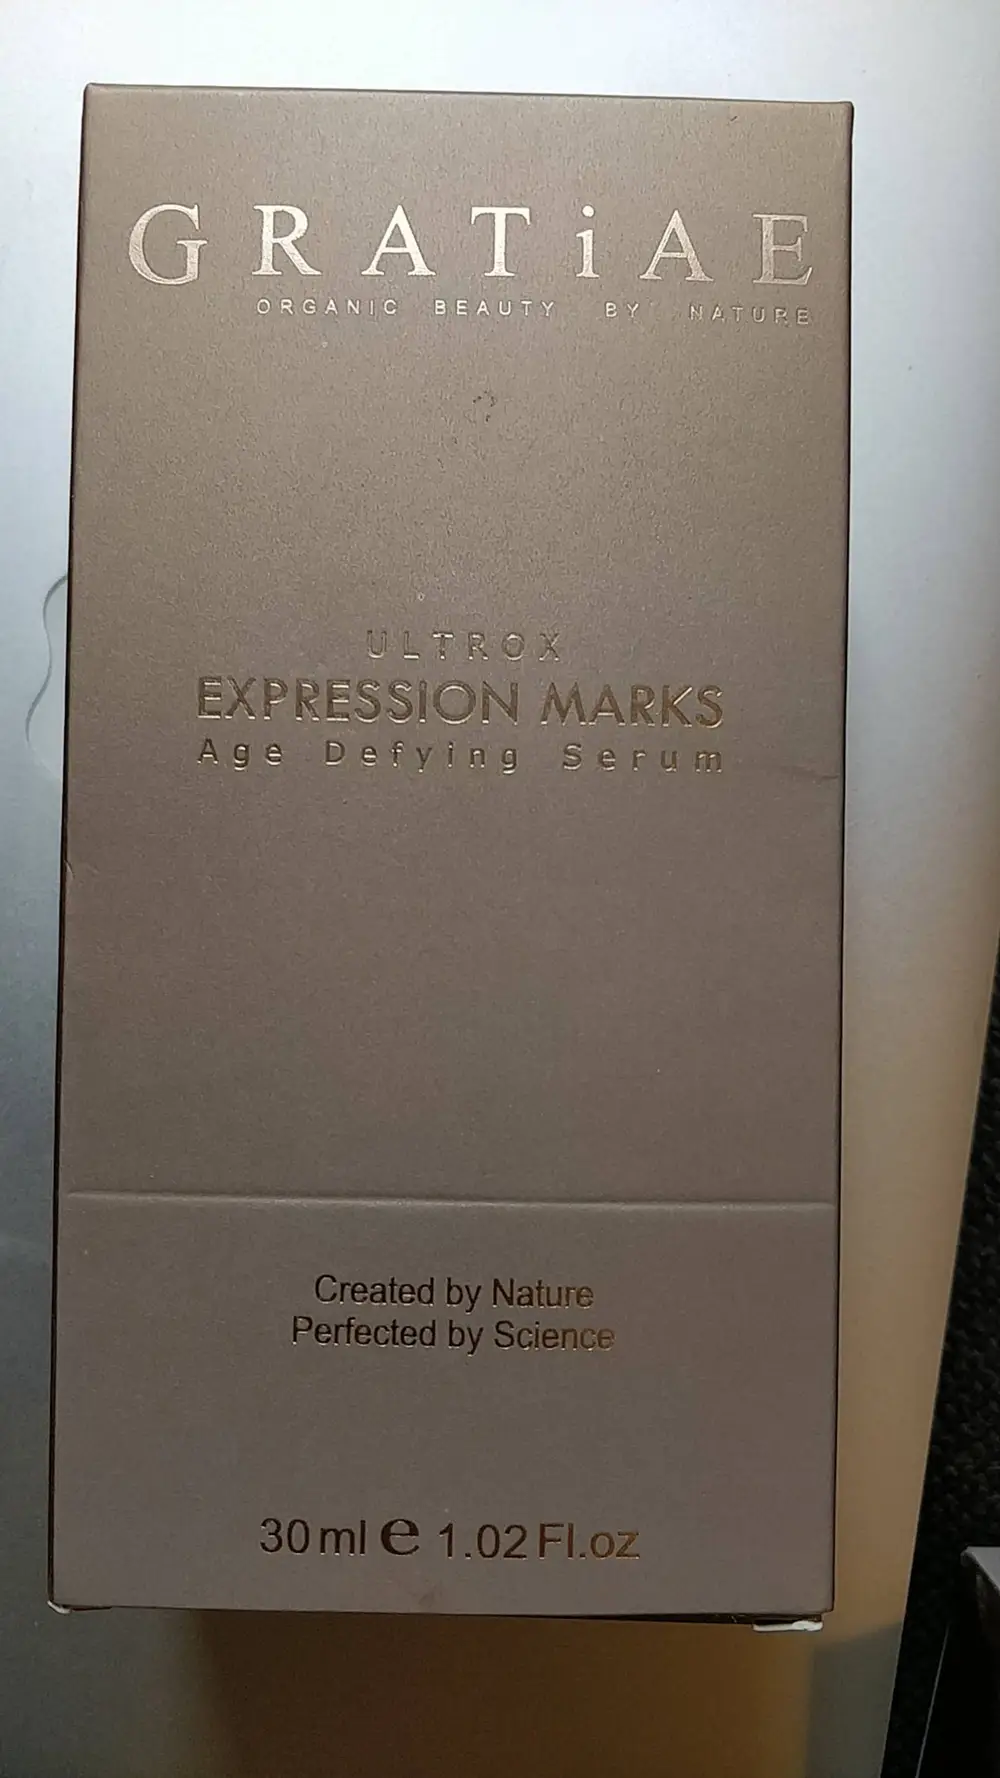 GRATiAE
ORGANIC BEAUTY BY NATURE
ULTROX
EXPRESSION MARKS
Age Defying Serum
Created by Nature
Perfected by Science
30ml e 1.02 Fl.oz